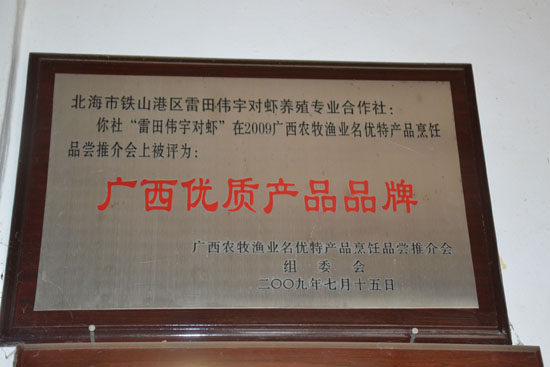 北海市铁山港区雷田伟宇对虾养殖专业合作社：
你社“雷田伟宇对虾”在2009广西农牧渔业名优特产品烹饪
品尝推介会上被评为：
广西优质产品品牌
广西农牧渔业名优特产品烹饪品尝推介会
组委会
二〇〇九年七月十五日